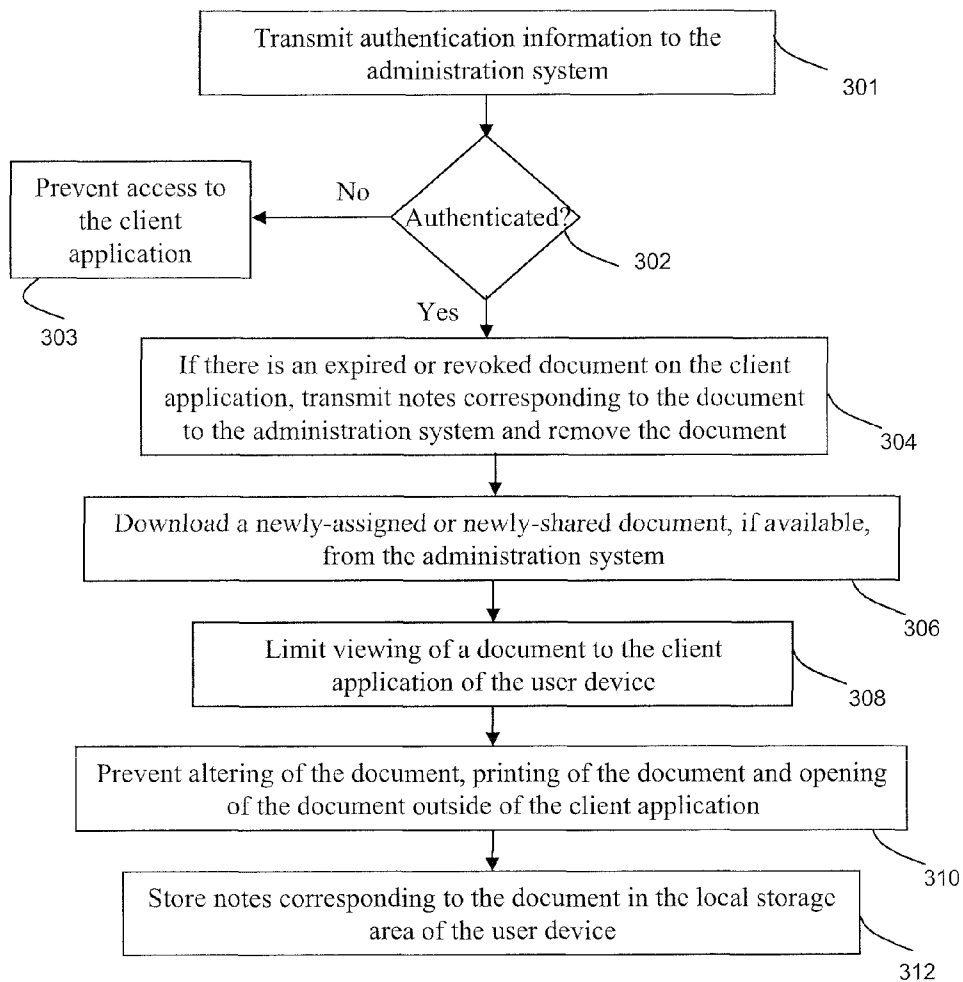 Transmit authentication information to the
administration system
301
Prevent access to
the client
application
No
Authenticated?
302
303
Yes
If there is an expired or revoked document on the client
application, transmit notes corresponding to the document
to the administration system and remove the document
304
Download a newly-assigned or newly-shared document, if available,
from the administration system
306
Limit viewing of a document to the client
application of the user device
308
Prevent altering of the document, printing of the document and opening
of the document outside of the client application
310
Store notes corresponding to the document in the local storage
area of the user device
312